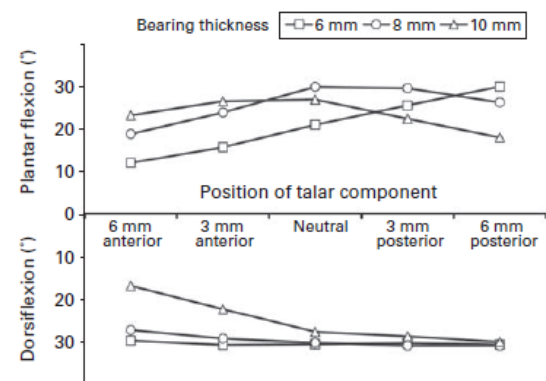 Bearing thickness 6 mm 8 mm 10 mm
Plantar flexion (°)
30
20
10
0
Position of talar component
6 mm anterior
3 mm anterior
Neutral
3 mm posterior
6 mm posterior
Dorsiflexion (°)
10
20
30